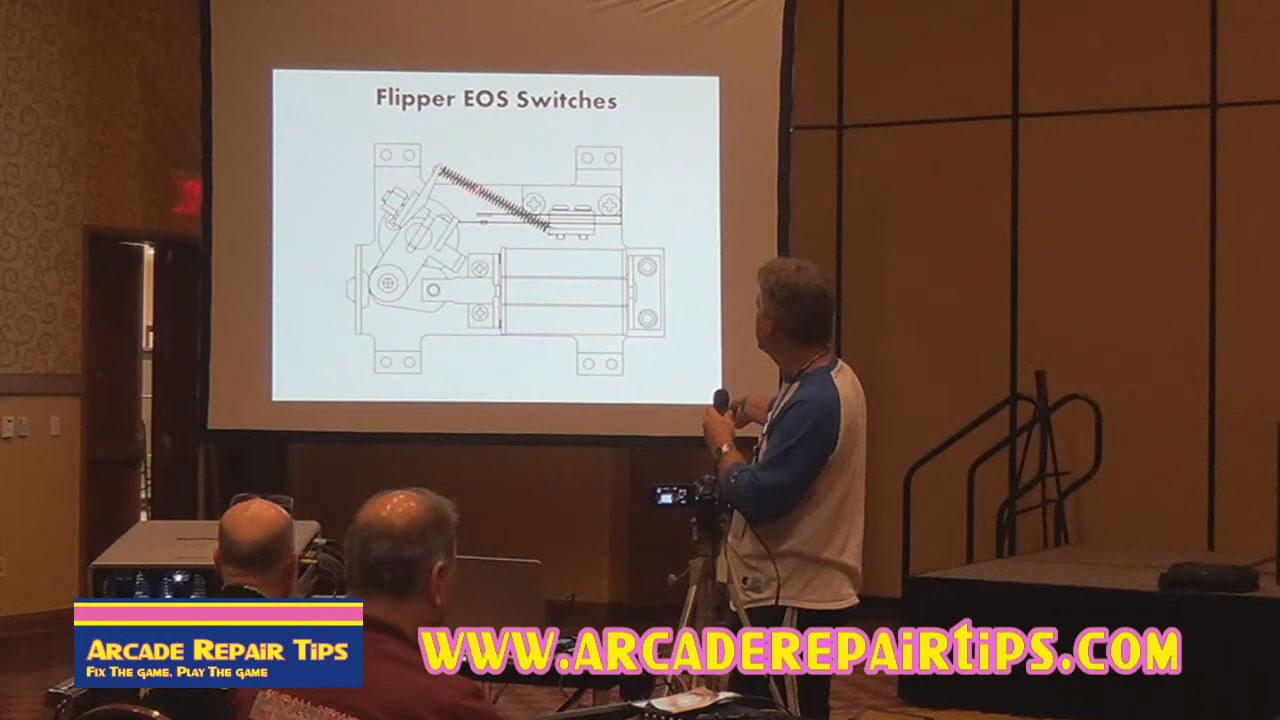 Flipper EOS Switches
ARCADE REPAIR TIPS
FIX THE GAME, PLAY THE GAME
WWW.ARCADEREPAIRTIPS.COM